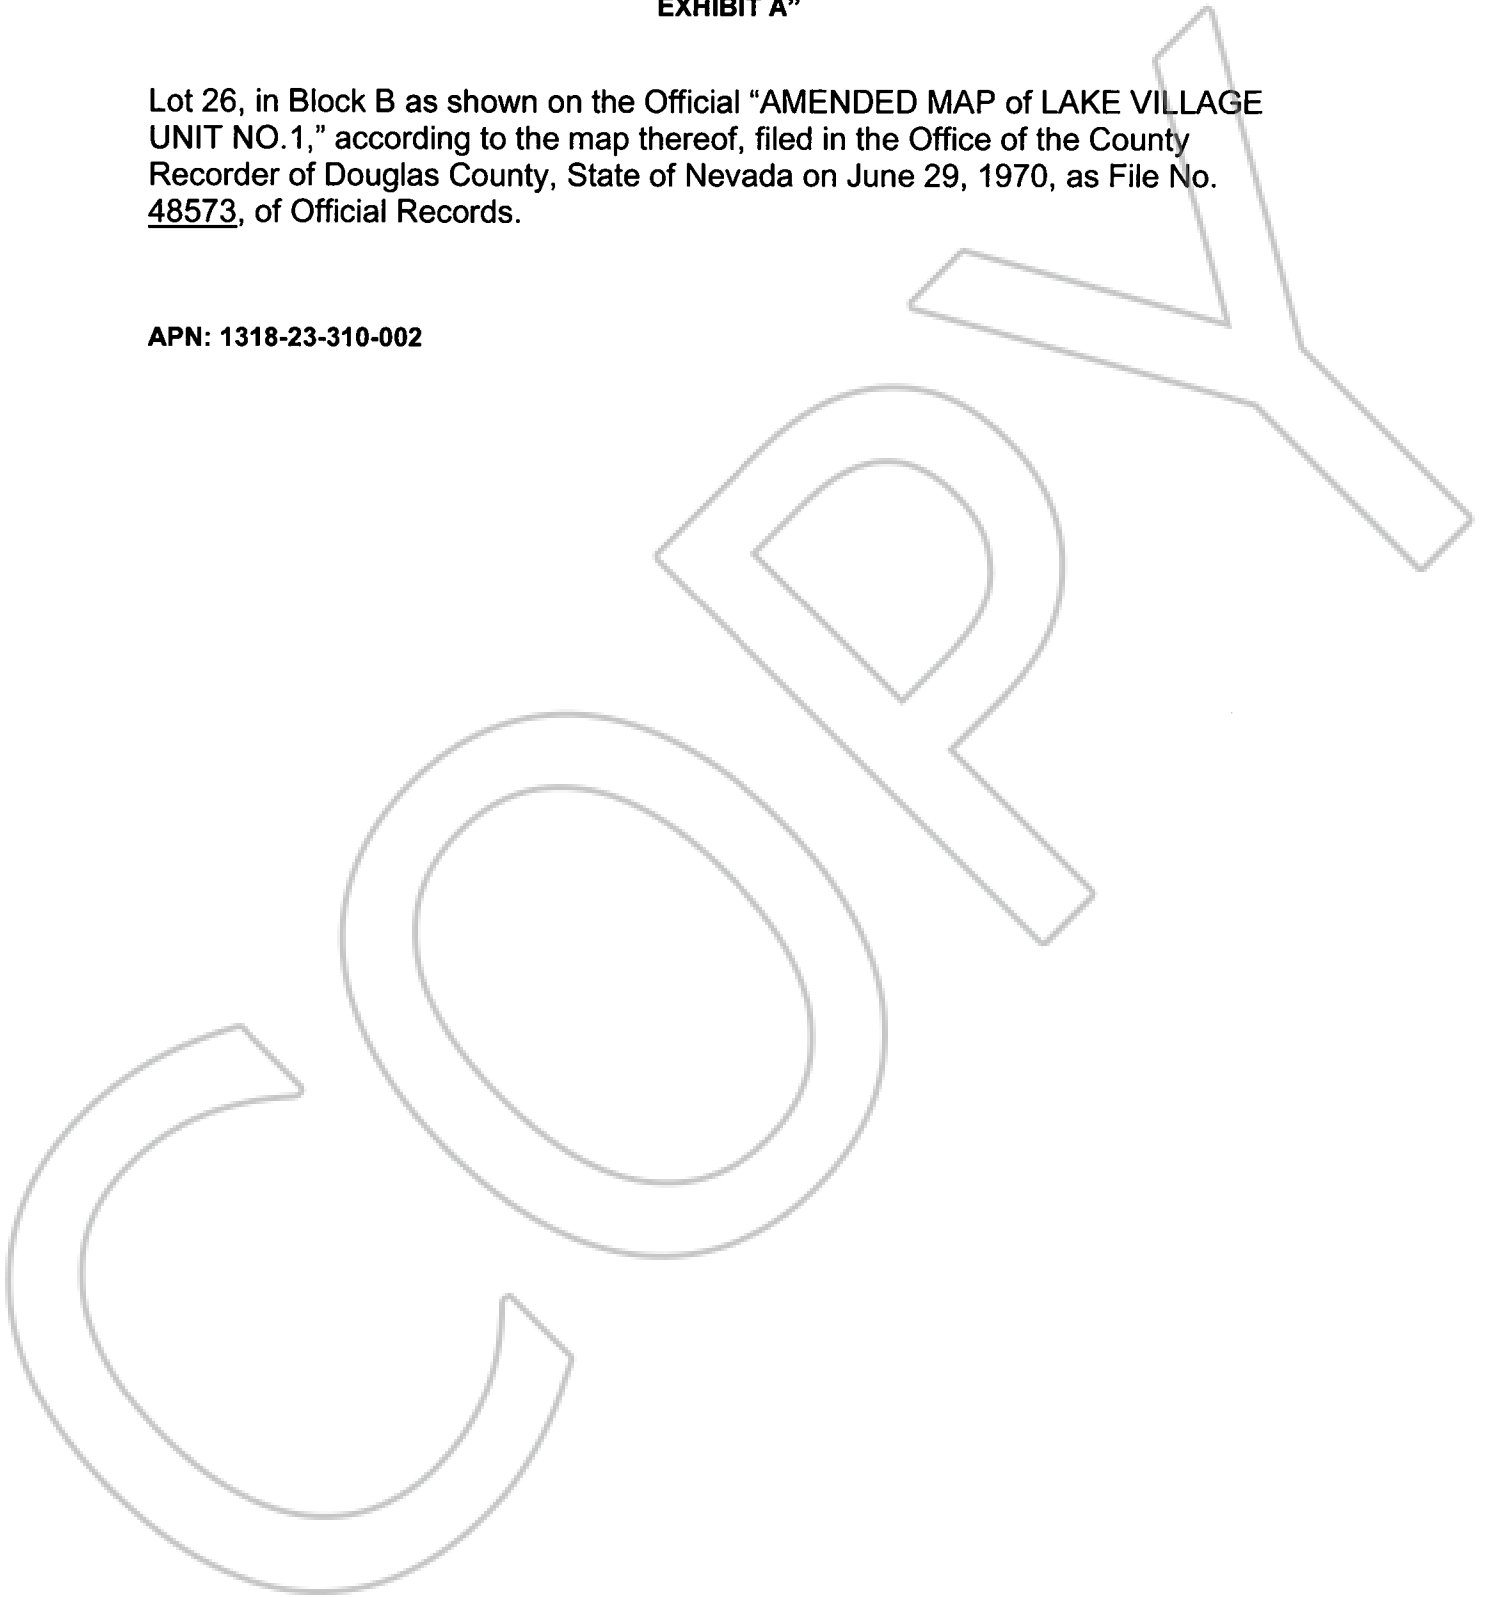 EXHIBIT A”
Lot 26, in Block B as shown on the Official “AMENDED MAP of LAKE VILLAGE
UNIT NO.1,” according to the map thereof, filed in the Office of the County
Recorder of Douglas County, State of Nevada on June 29, 1970, as File No.
48573, of Official Records.
APN: 1318-23-310-002
COPY